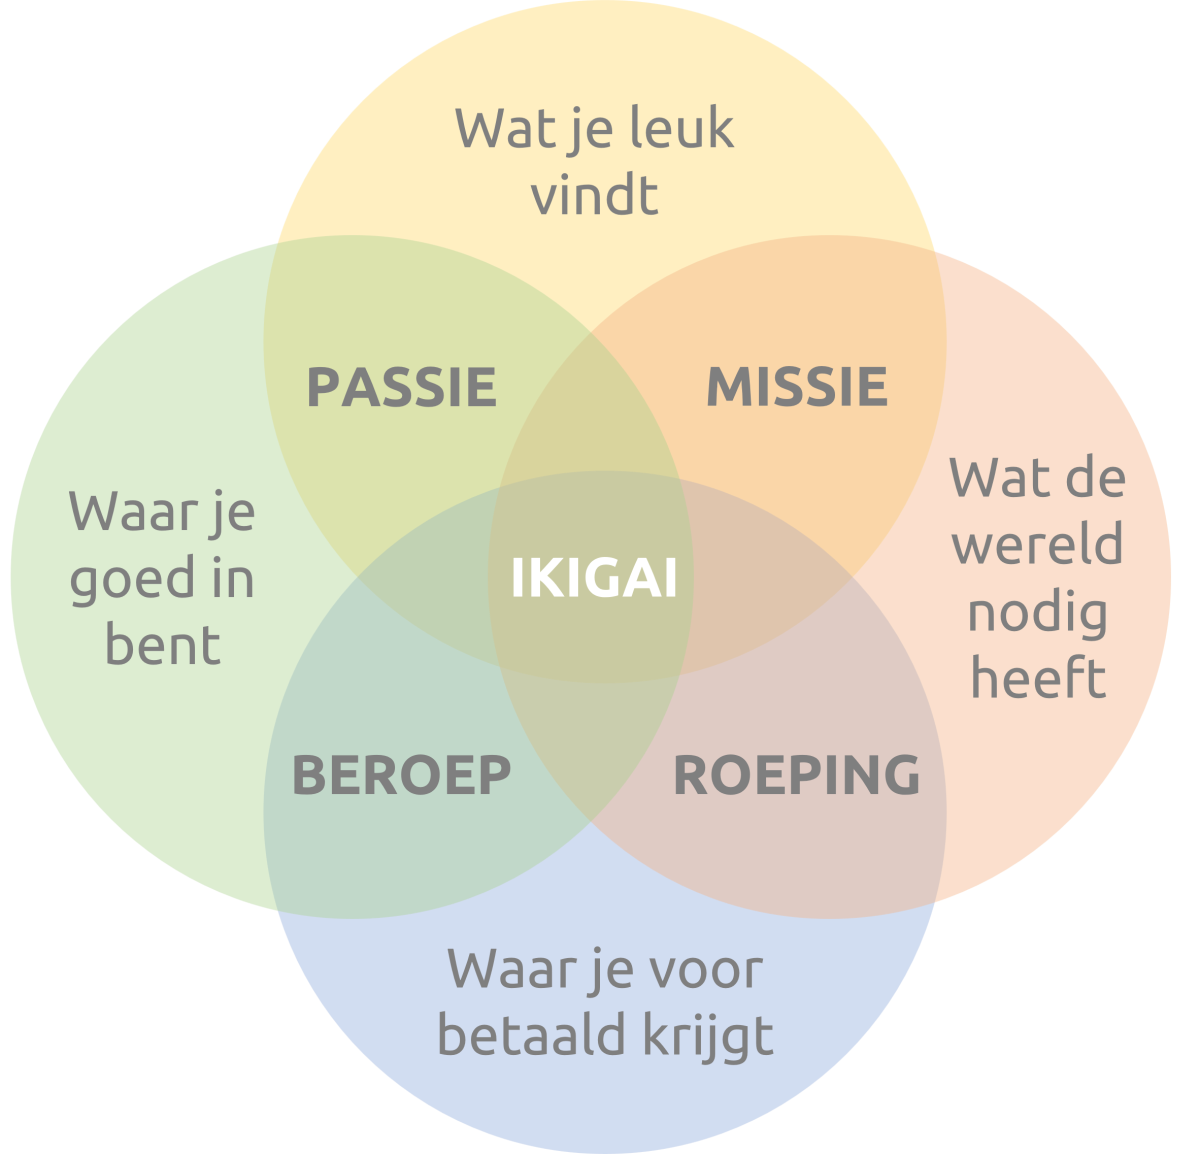 Wat je leuk
vindt
PASSIE
MISSIE
Waar je
goed in
bent
IKIGAI
Wat de
wereld
nodig
heeft
BEROEP
ROEPING
Waar je voor
betaald krijgt